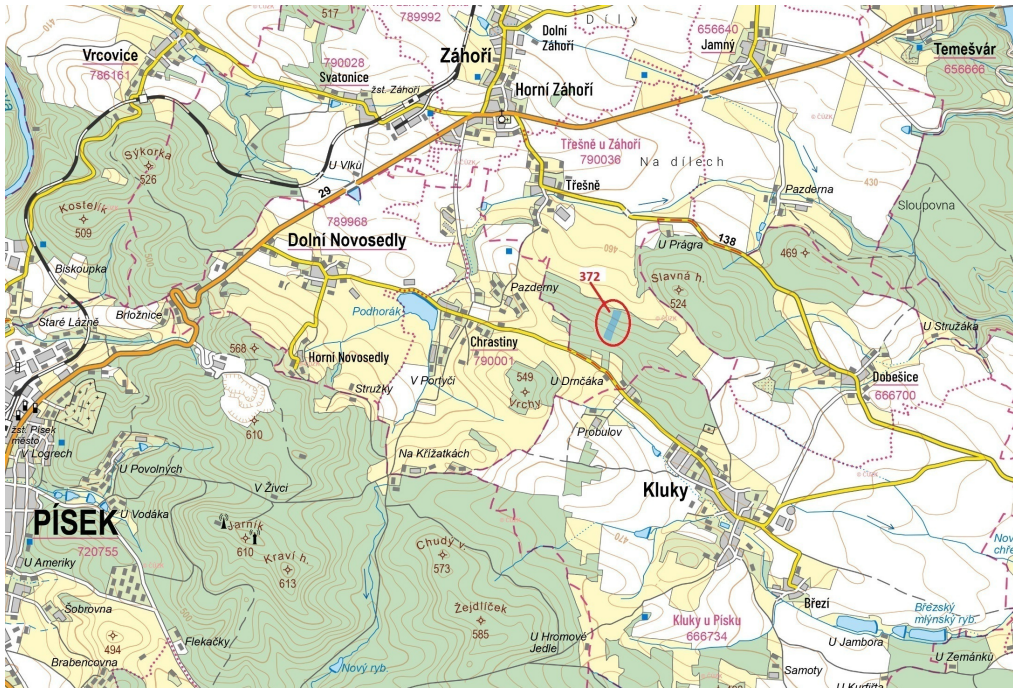 410
517
789992
Díly
656640
Vrcovice
786161
790028
Záhoří
Dolní
Záhoří
Jamný
Temešvár
656666
Svatonice
žst. Záhoří
Horní Záhoří
Sýkorka
526
U Vlků
Třešně u Záhoří
790036
Na dílech
29
Třešně
Pazderna
430
Kostelík
509
789968
Sloupovna
Dolní Novosedly
460
U Prágra
138
469
Biskoupka
500
372
Slavná h.
524
Pazderny
Staré Lázně
Brložnice
Podhorák
U Stružáka
568
Horní Novosedly
Chrastiny
790001
Stružky
V Portyči
549
Vrchy
U Drnčáka
Dobešice
666700
610
žst. Písek
město
V Logrech
Probulov
Na Křížatkách
U Povolných
V Živci
Kluky
U Vodáka
PÍSEK
720755
Jarník
610
Chudý v.
573
470
Kraví h.
613
U Ameriky
Žejdlíček
585
Šobrovna
Kluky u Písku
666734
Březí
Březský
mlýnský ryb.
494
Flekačky
U Hromové
Jedle
U Jambora
U Zemánků
Brabencovna
Nový ryb.
Samoty